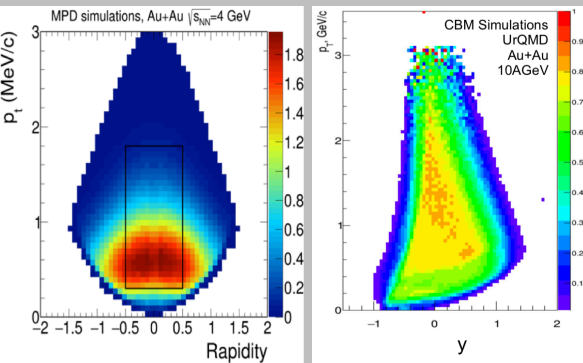 MPD simulations, Au+Au √sNN=4 GeV
pt (MeV/c)
3
2
1
0
−2 −1.5 −1 −0.5 0 0.5 1 1.5 2
Rapidity
1.8
1.6
1.4
1.2
1
0.8
0.6
0.4
0.2
0
CBM Simulations
UrQMD
Au+Au
10AGeV
pT, GeV/c
3
2
1
0
−1 0 1 2
y
1
0.9
0.8
0.7
0.6
0.5
0.4
0.3
0.2
0.1